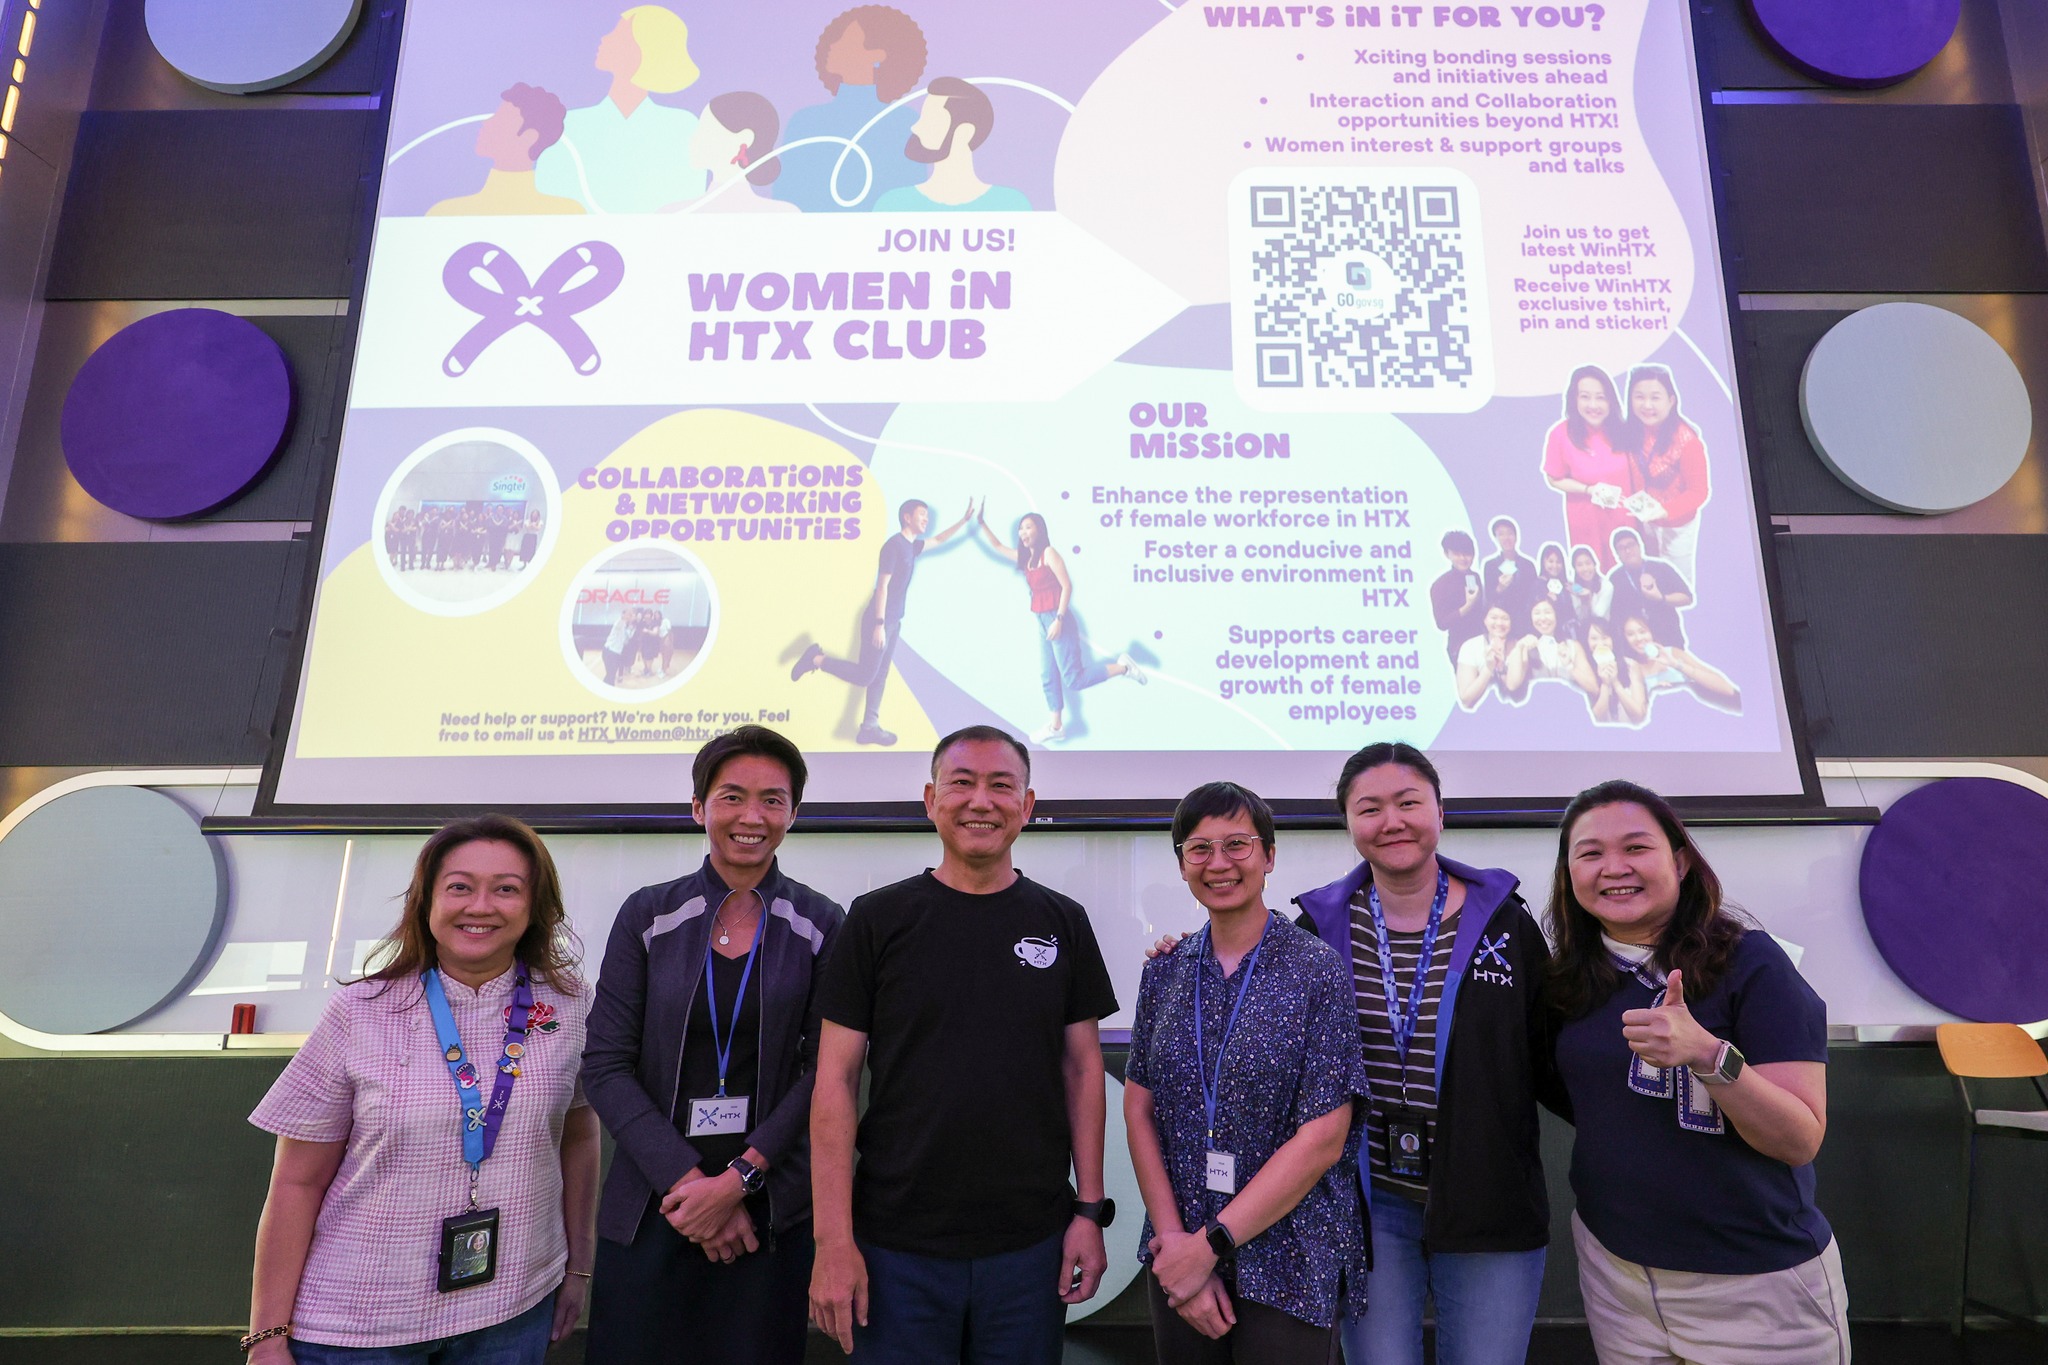 WHAT'S iN iT FOR YOU?
• Xciting bonding sessions
and initiatives ahead
• Interaction and Collaboration
opportunities beyond HTX!
• Women interest & support groups
and talks
JOIN US!
WOMEN iN
HTX CLUB
x
GOgovsg
Join us to get
latest WinHTX
updates!
Receive WinHTX
exclusive tshirt,
pin and sticker!
COLLABORATiONS
& NETWORKiNG
OPPORTUNiTiES
Singtel
ORACLE
OUR
MiSSiON
• Enhance the representation
of female workforce in HTX
• Foster a conducive and
inclusive environment in
HTX
• Supports career
development and
growth of female
employees
Need help or support? We're here for you. Feel
free to email us at HTX_Women@htx.
HTX
HTX
HTX
HTX